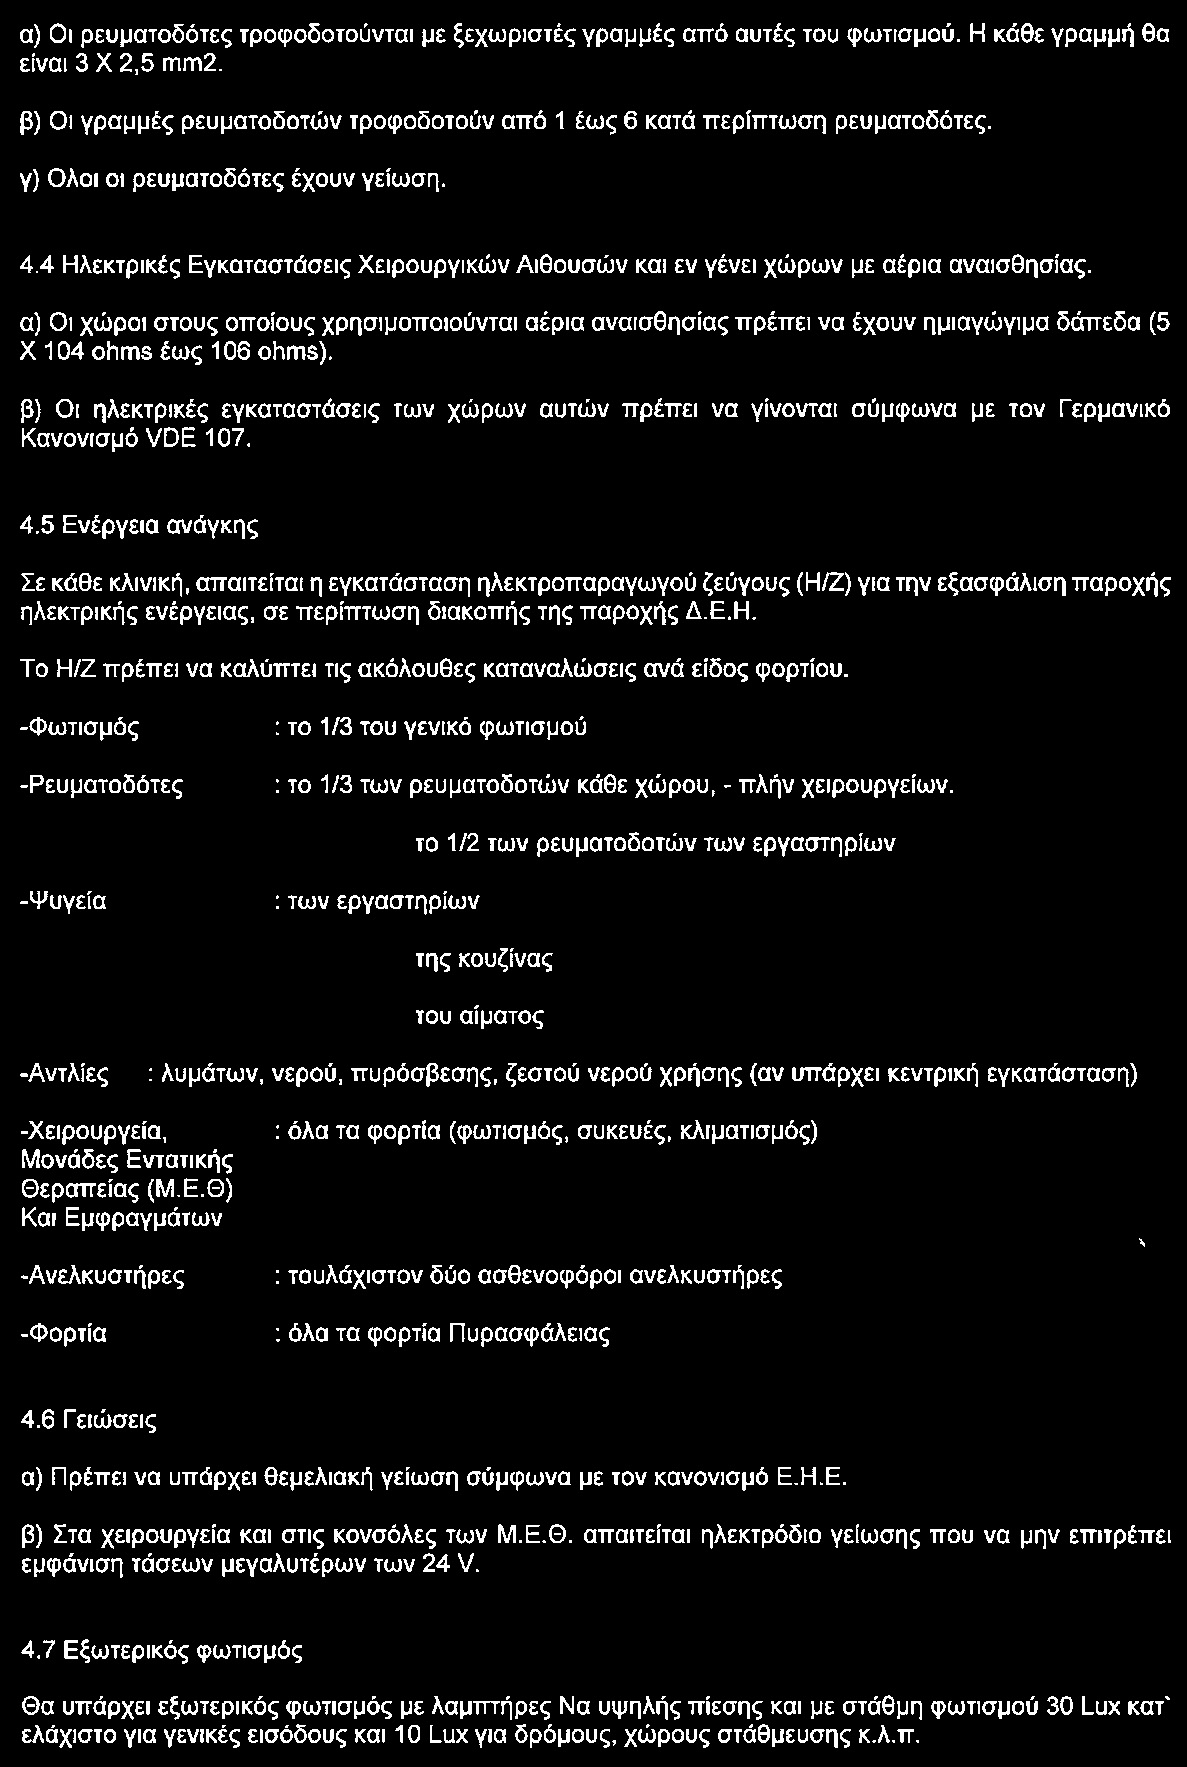 α) Οι ρευματοδότες τροφοδοτούνται με ξεχωριστές γραμμές από αυτές του φωτισμού. Η κάθε γραμμή θα
είναι 3 Χ 2,5 mm2.
β) Οι γραμμές ρευματοδοτών τροφοδοτούν από 1 έως 6 κατά περίπτωση ρευματοδότες.
γ) Ολοι οι ρευματοδότες έχουν γείωση.
4.4 Ηλεκτρικές Εγκαταστάσεις Χειρουργικών Αιθουσών και εν γένει χώρων με αέρια αναισθησίας.
α) Οι χώροι στους οποίους χρησιμοποιούνται αέρια αναισθησίας πρέπει να έχουν ημιαγώγιμα δάπεδα (5
Χ 104 ohms έως 106 ohms).
β) Οι ηλεκτρικές εγκαταστάσεις των χώρων αυτών πρέπει να γίνονται σύμφωνα με τον Γερμανικό
Κανονισμό VDE 107.
4.5 Ενέργεια ανάγκης
Σε κάθε κλινική, απαιτείται η εγκατάσταση ηλεκτροπαραγωγού ζεύγους (Η/Ζ) για την εξασφάλιση παροχής
ηλεκτρικής ενέργειας, σε περίπτωση διακοπής της παροχής Δ.Ε.Η.
Το Η/Ζ πρέπει να καλύπτει τις ακόλουθες καταναλώσεις ανά είδος φορτίου.
-Φωτισμός : το 1/3 του γενικό φωτισμού
-Ρευματοδότες : το 1/3 των ρευματοδοτών κάθε χώρου, - πλήν χειρουργείων.
το 1/2 των ρευματοδοτών των εργαστηρίων
-Ψυγεία : των εργαστηρίων
της κουζίνας
του αίματος
-Αντλίες : λυμάτων, νερού, πυρόσβεσης, ζεστού νερού χρήσης (αν υπάρχει κεντρική εγκατάσταση)
-Χειρουργεία, : όλα τα φορτία (φωτισμός, συκευές, κλιματισμός)
Μονάδες Εντατικής
Θεραπείας (Μ.Ε.Θ)
Και Εμφραγμάτων
-Ανελκυστήρες : τουλάχιστον δύο ασθενοφόροι ανελκυστήρες
-Φορτία : όλα τα φορτία Πυρασφάλειας
4.6 Γειώσεις
α) Πρέπει να υπάρχει θεμελιακή γείωση σύμφωνα με τον κανονισμό Ε.Η.Ε.
β) Στα χειρουργεία και στις κονσόλες των Μ.Ε.Θ. απαιτείται ηλεκτρόδιο γείωσης που να μην επιτρέπει
εμφάνιση τάσεων μεγαλυτέρων των 24 V.
4.7 Εξωτερικός φωτισμός
Θα υπάρχει εξωτερικός φωτισμός με λαμπτήρες Να υψηλής πίεσης και με στάθμη φωτισμού 30 Lux κατ'
ελάχιστο για γενικές εισόδους και 10 Lux για δρόμους, χώρους στάθμευσης κ.λ.π.